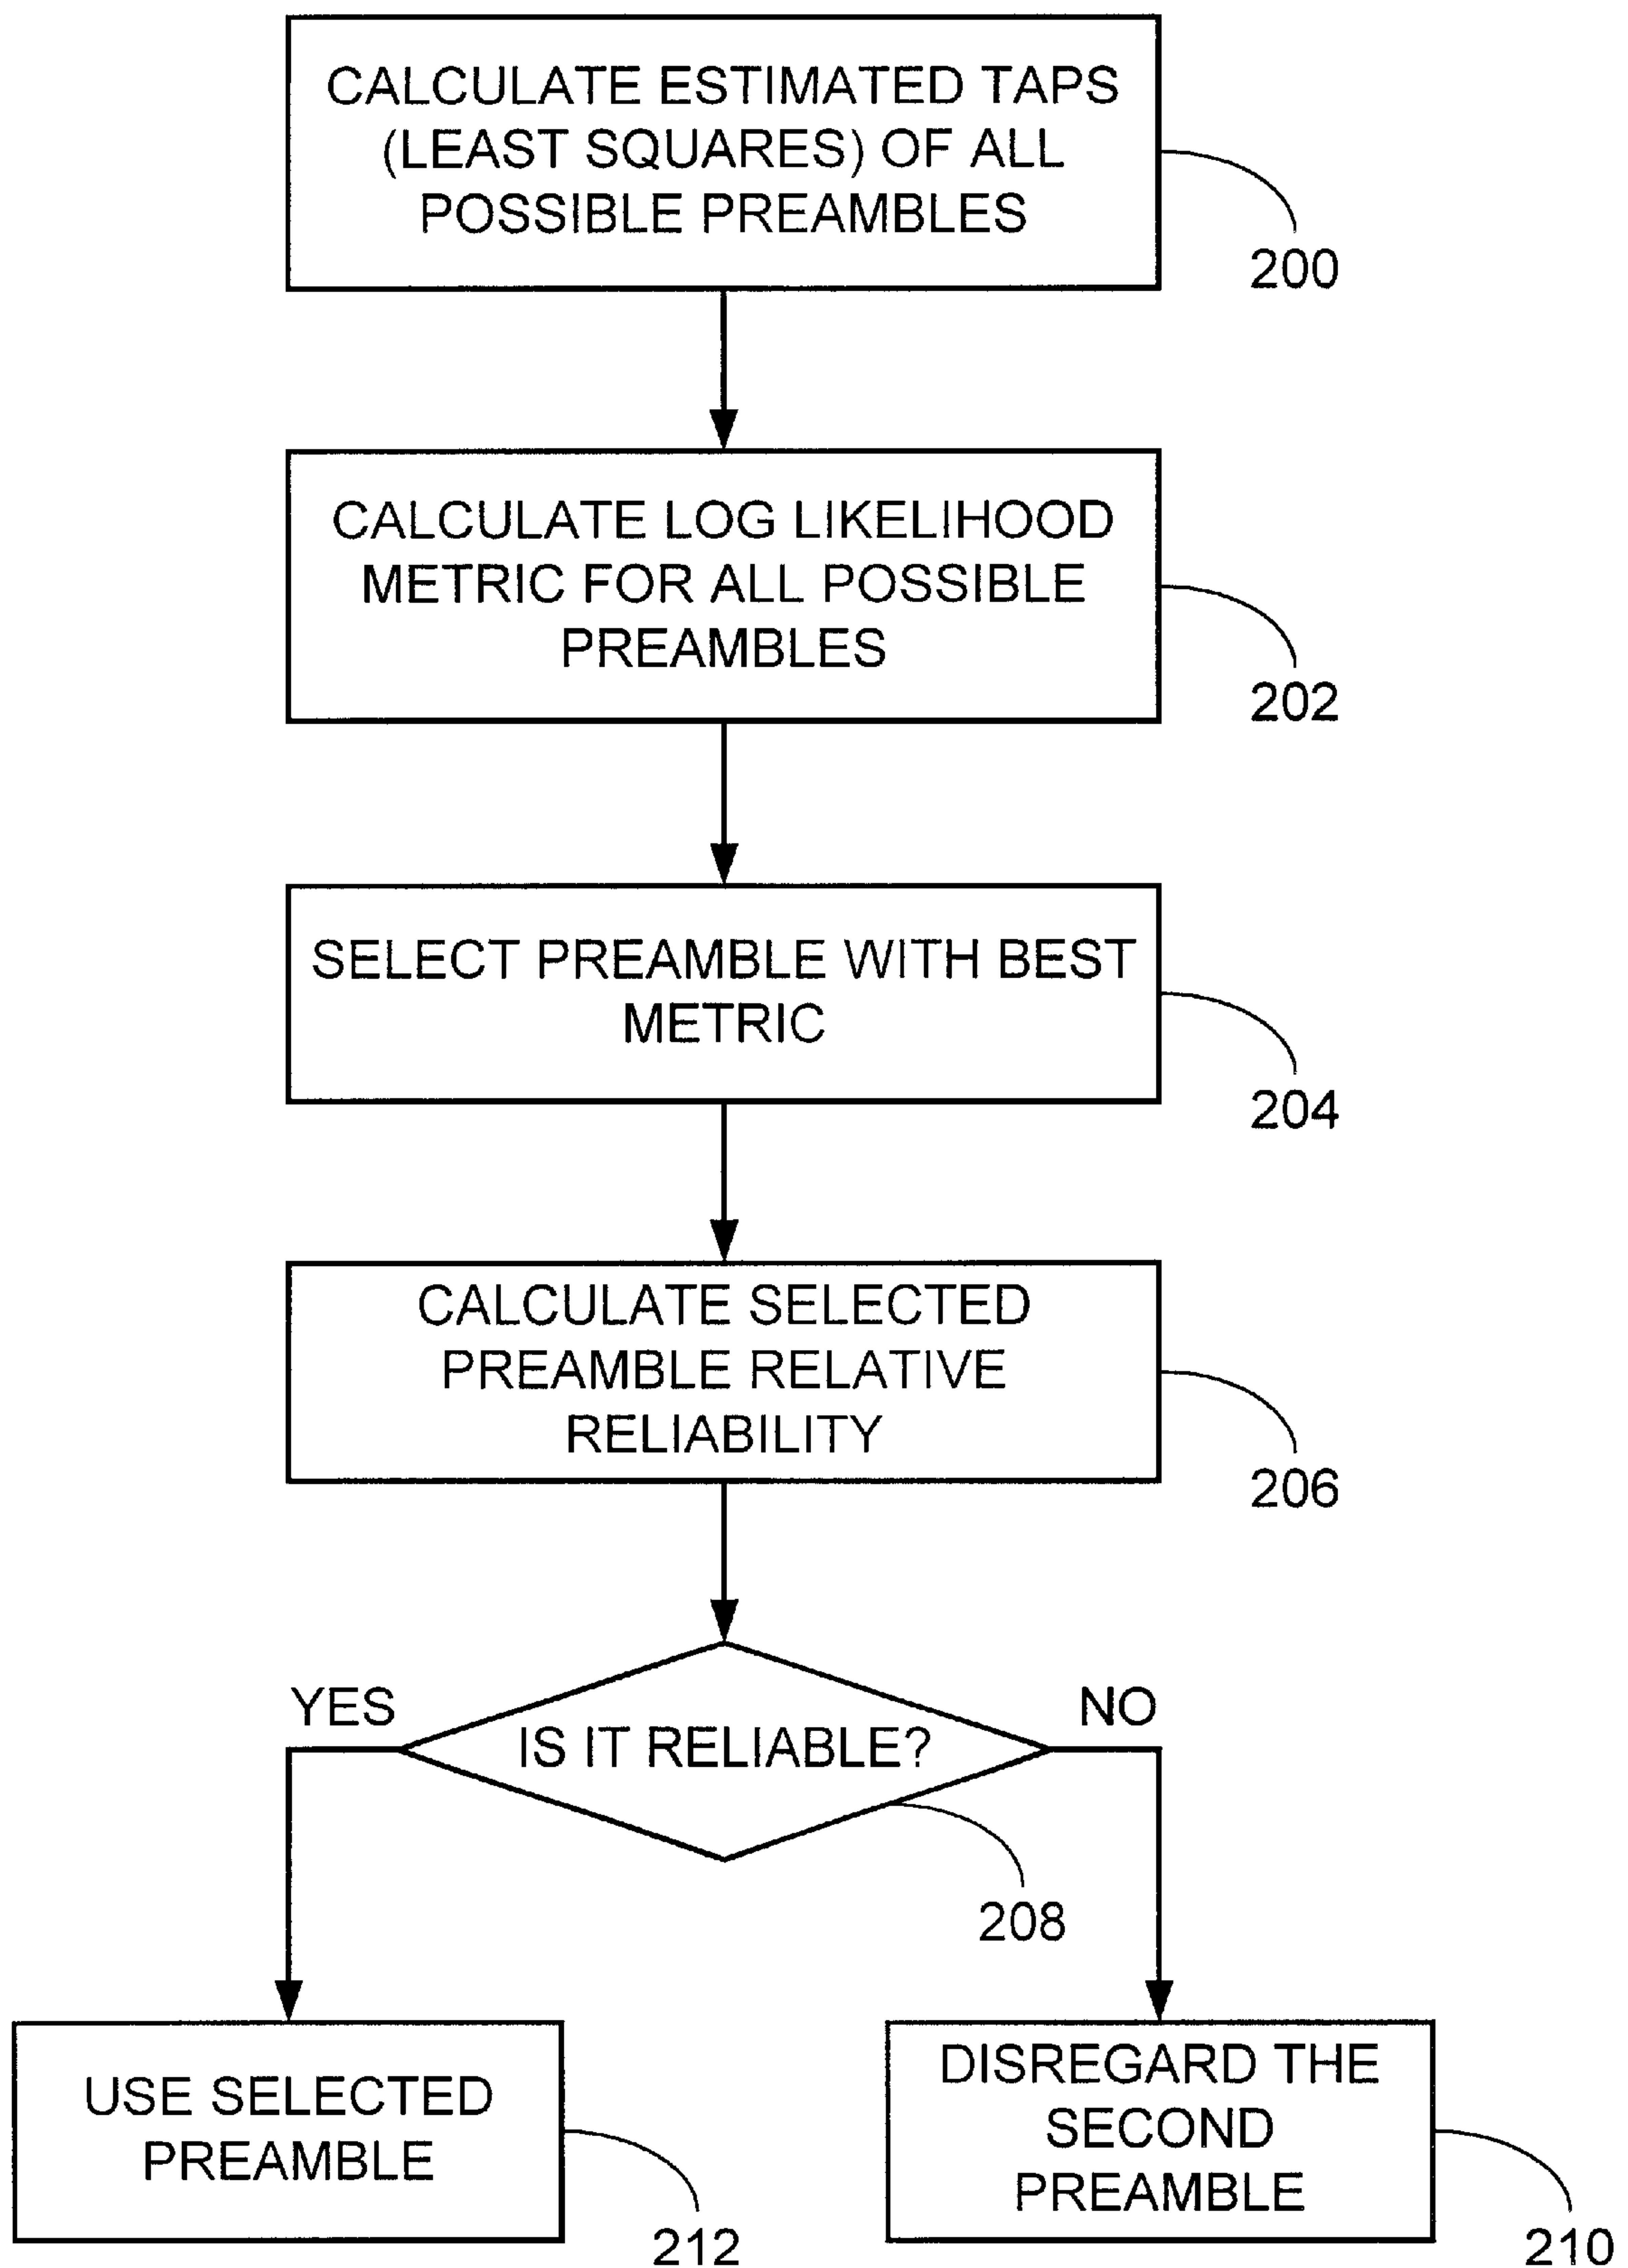 CALCULATE ESTIMATED TAPS
(LEAST SQUARES) OF ALL
POSSIBLE PREAMBLES
200
CALCULATE LOG LIKELIHOOD
METRIC FOR ALL POSSIBLE
PREAMBLES
202
SELECT PREAMBLE WITH BEST
METRIC
204
CALCULATE SELECTED
PREAMBLE RELATIVE
RELIABILITY
206
YES
NO
IS IT RELIABLE?
208
USE SELECTED
PREAMBLE
212
DISREGARD THE
SECOND
PREAMBLE
210